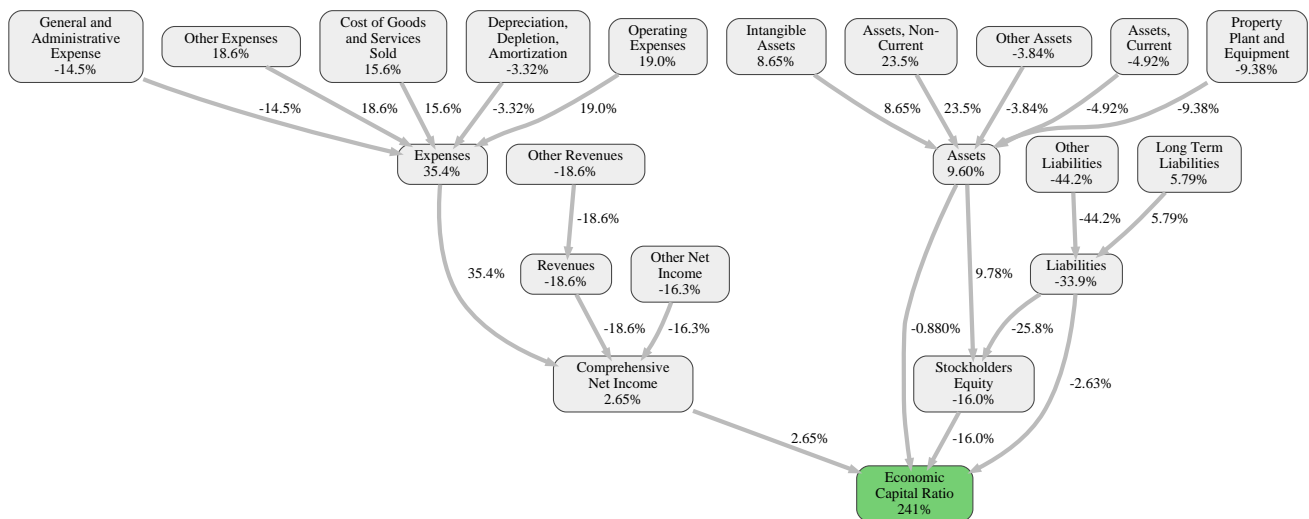 General and
Administrative
Expense
-14.5%
Other Expenses
18.6%
Cost of Goods
and Services
Sold
15.6%
Depreciation,
Depletion,
Amortization
-3.32%
Operating
Expenses
19.0%
Intangible
Assets
8.65%
Assets, Non-
Current
23.5%
Other Assets
-3.84%
Assets,
Current
-4.92%
Property
Plant and
Equipment
-9.38%
-14.5%
18.6%
15.6%
-3.32%
19.0%
8.65%
23.5%
-3.84%
-4.92%
-9.38%
Expenses
35.4%
Other Revenues
-18.6%
Assets
9.60%
Other
Liabilities
-44.2%
Long Term
Liabilities
5.79%
-18.6%
-44.2%
5.79%
35.4%
Revenues
-18.6%
Other Net
Income
-16.3%
9.78%
Liabilities
-33.9%
-18.6%
-16.3%
-0.880%
-25.8%
Comprehensive
Net Income
2.65%
Stockholders
Equity
-16.0%
-2.63%
2.65%
-16.0%
Economic
Capital Ratio
241%